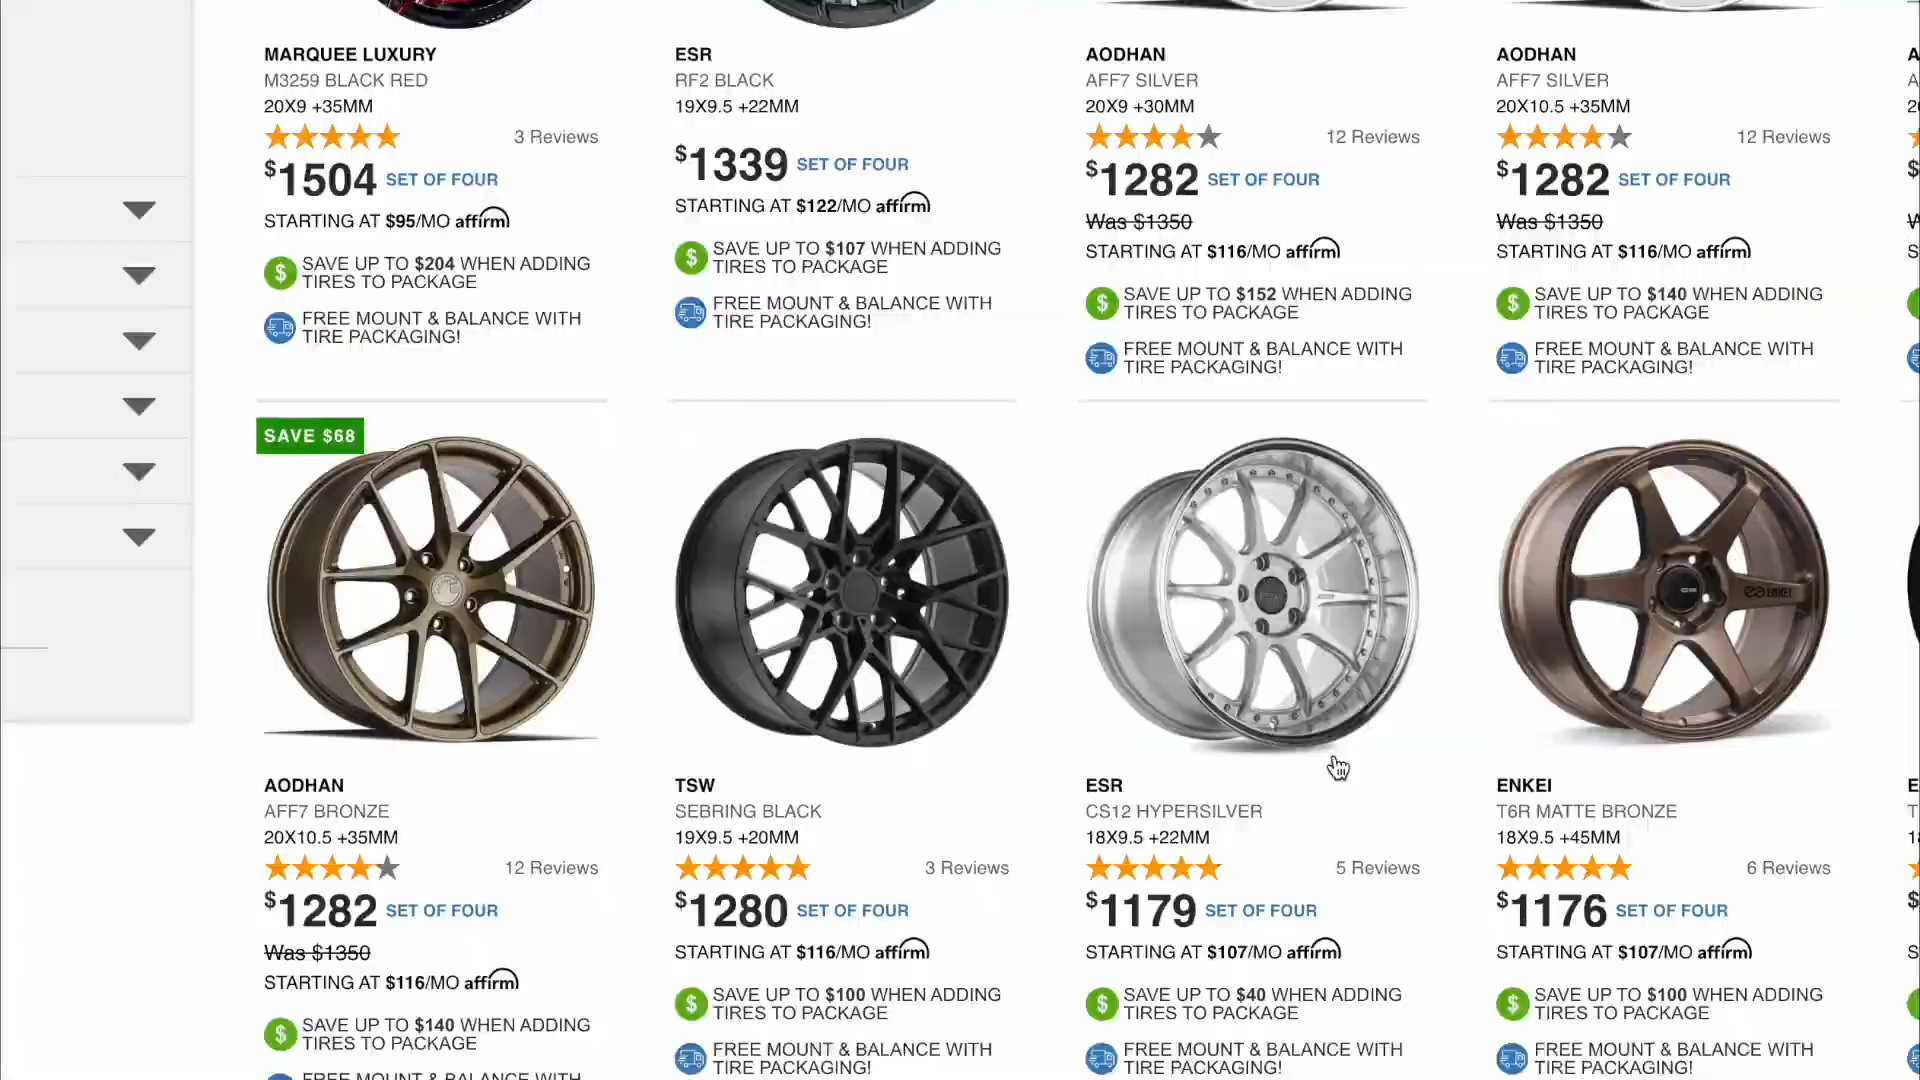 MARQUEE LUXURY
M3259 BLACK RED
20X9 +35MM
3 Reviews
$1504 SET OF FOUR
STARTING AT $95/MO affirm
SAVE UP TO $204 WHEN ADDING
TIRES TO PACKAGE
FREE MOUNT & BALANCE WITH
TIRE PACKAGING!
ESR
RF2 BLACK
19X9.5 +22MM
$1339 SET OF FOUR
STARTING AT $122/MO affirm
SAVE UP TO $107 WHEN ADDING
TIRES TO PACKAGE
FREE MOUNT & BALANCE WITH
TIRE PACKAGING!
AODHAN
AFF7 SILVER
20X9 +30MM
12 Reviews
$1282 SET OF FOUR
Was $1350
STARTING AT $116/MO affirm
SAVE UP TO $152 WHEN ADDING
TIRES TO PACKAGE
FREE MOUNT & BALANCE WITH
TIRE PACKAGING!
AODHAN
AFF7 SILVER
20X10.5 +35MM
12 Reviews
$1282 SET OF FOUR
Was $1350
STARTING AT $116/MO affirm
SAVE UP TO $140 WHEN ADDING
TIRES TO PACKAGE
FREE MOUNT & BALANCE WITH
TIRE PACKAGING!
SAVE $68
AODHAN
AFF7 BRONZE
20X10.5 +35MM
12 Reviews
$1282 SET OF FOUR
Was $1350
STARTING AT $116/MO affirm
SAVE UP TO $140 WHEN ADDING
TIRES TO PACKAGE
FREE MOUNT & BALANCE WITH
TSW
SEBRING BLACK
19X9.5 +20MM
3 Reviews
$1280 SET OF FOUR
STARTING AT $116/MO affirm
SAVE UP TO $100 WHEN ADDING
TIRES TO PACKAGE
FREE MOUNT & BALANCE WITH
TIRE PACKAGING!
ESR
CS12 HYPERSILVER
18X9.5 +22MM
5 Reviews
$1179 SET OF FOUR
STARTING AT $107/MO affirm
SAVE UP TO $40 WHEN ADDING
TIRES TO PACKAGE
FREE MOUNT & BALANCE WITH
TIRE PACKAGING!
ENKEI
ENKEI
T6R MATTE BRONZE
18X9.5 +45MM
6 Reviews
$1176 SET OF FOUR
STARTING AT $107/MO affirm
SAVE UP TO $100 WHEN ADDING
TIRES TO PACKAGE
FREE MOUNT & BALANCE WITH
TIRE PACKAGING!